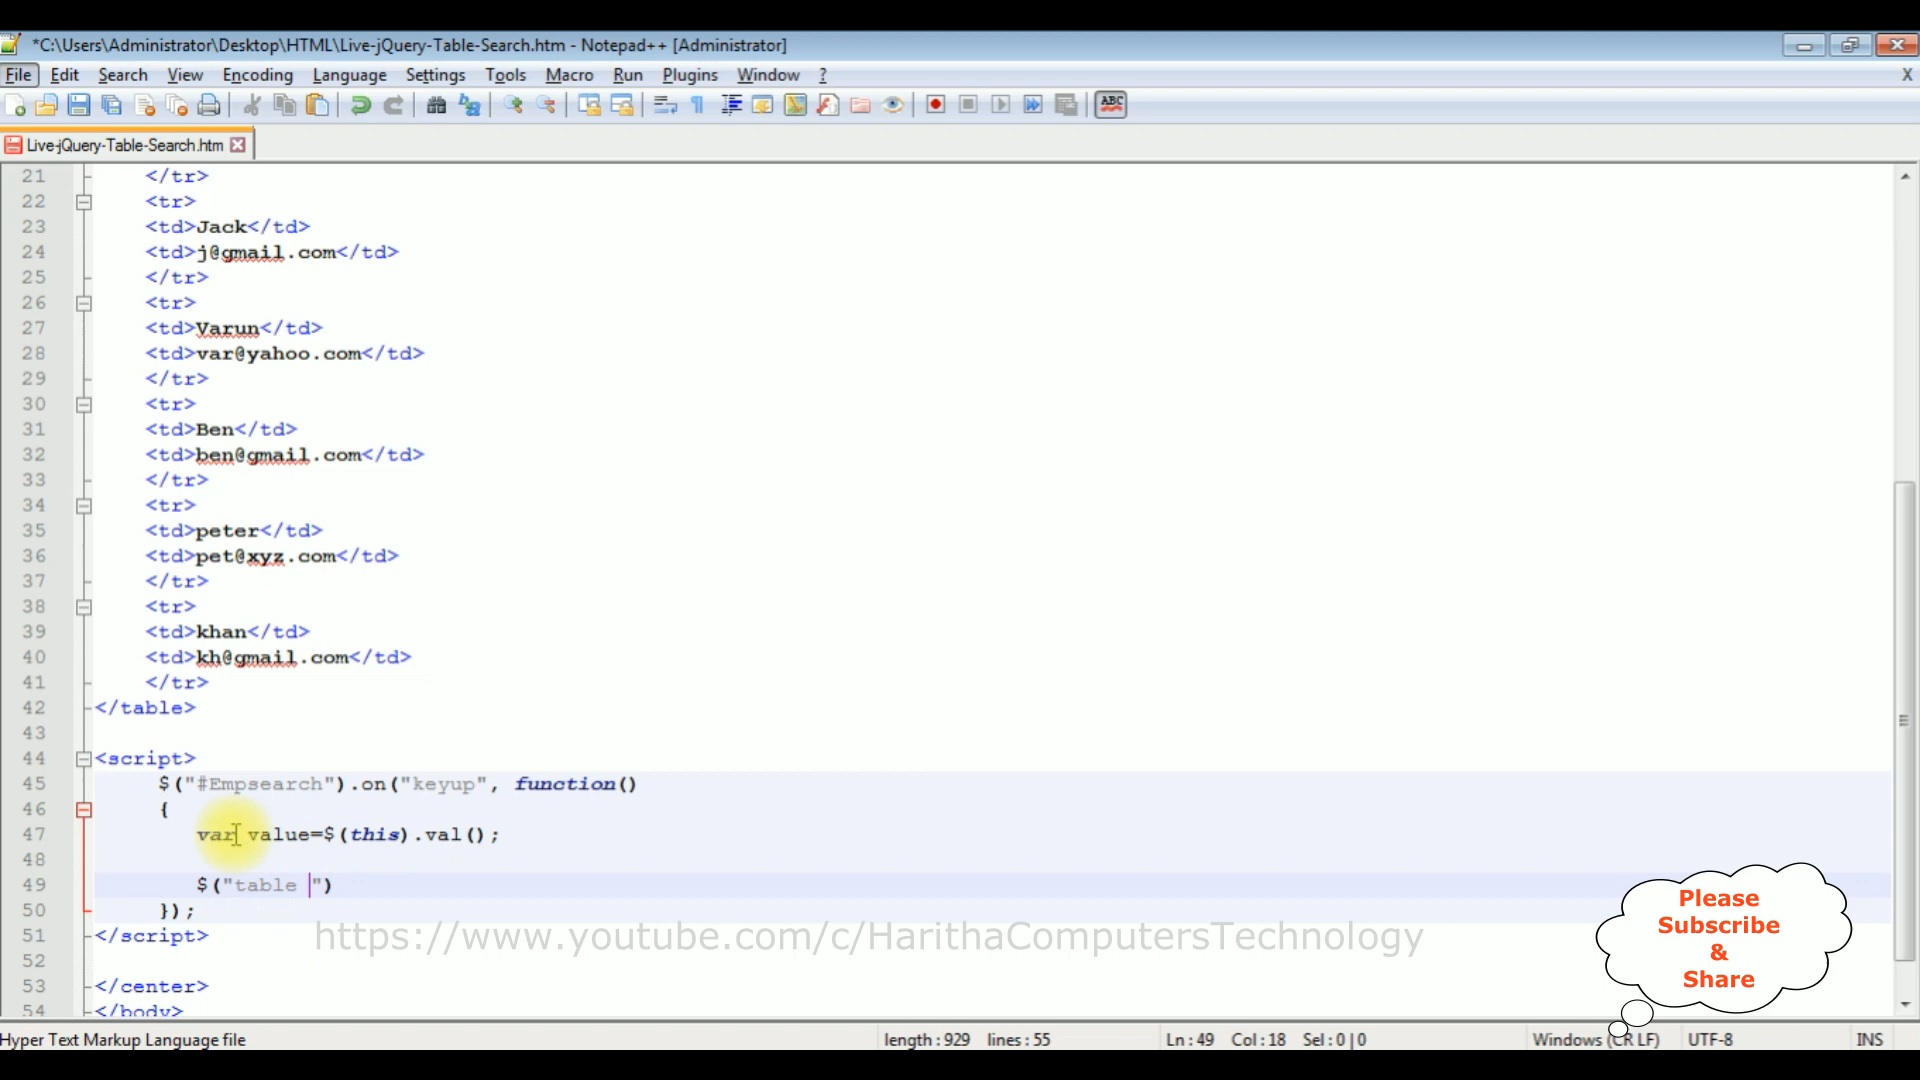 *C:\Users\Administrator\Desktop\HTML\Live-jQuery-Table-Search.htm - Notepad++ [Administrator]
File Edit Search View Encoding Language Settings Tools Macro Run Plugins Window ? X
ABC
Live-jQuery-Table-Search.htm
21 </tr>
22 <tr>
23 <td>Jack</td>
24 <td>j@gmail.com</td>
25 </tr>
26 <tr>
27 <td>Varun</td>
28 <td>var@yahoo.com</td>
29 </tr>
30 <tr>
31 <td>Ben</td>
32 <td>ben@gmail.com</td>
33 </tr>
34 <tr>
35 <td>peter</td>
36 <td>pet@xyz.com</td>
37 </tr>
38 <tr>
39 <td>khan</td>
40 <td>kh@gmail.com</td>
41 </tr>
42 </table>
43
44 <script>
45 $("#Empsearch").on("keyup", function()
46 {
47 var value=$(this).val();
48
49 $("table ")
50 });
51 </script>
52
53 </center>
54 </body>
https://www.youtube.com/c/HarithaComputersTechnology
Please
Subscribe
&
Share
Hyper Text Markup Language file length : 929 lines : 55 Ln : 49 Col : 18 Sel : 0 | 0 Windows (CR LF) UTF-8 INS